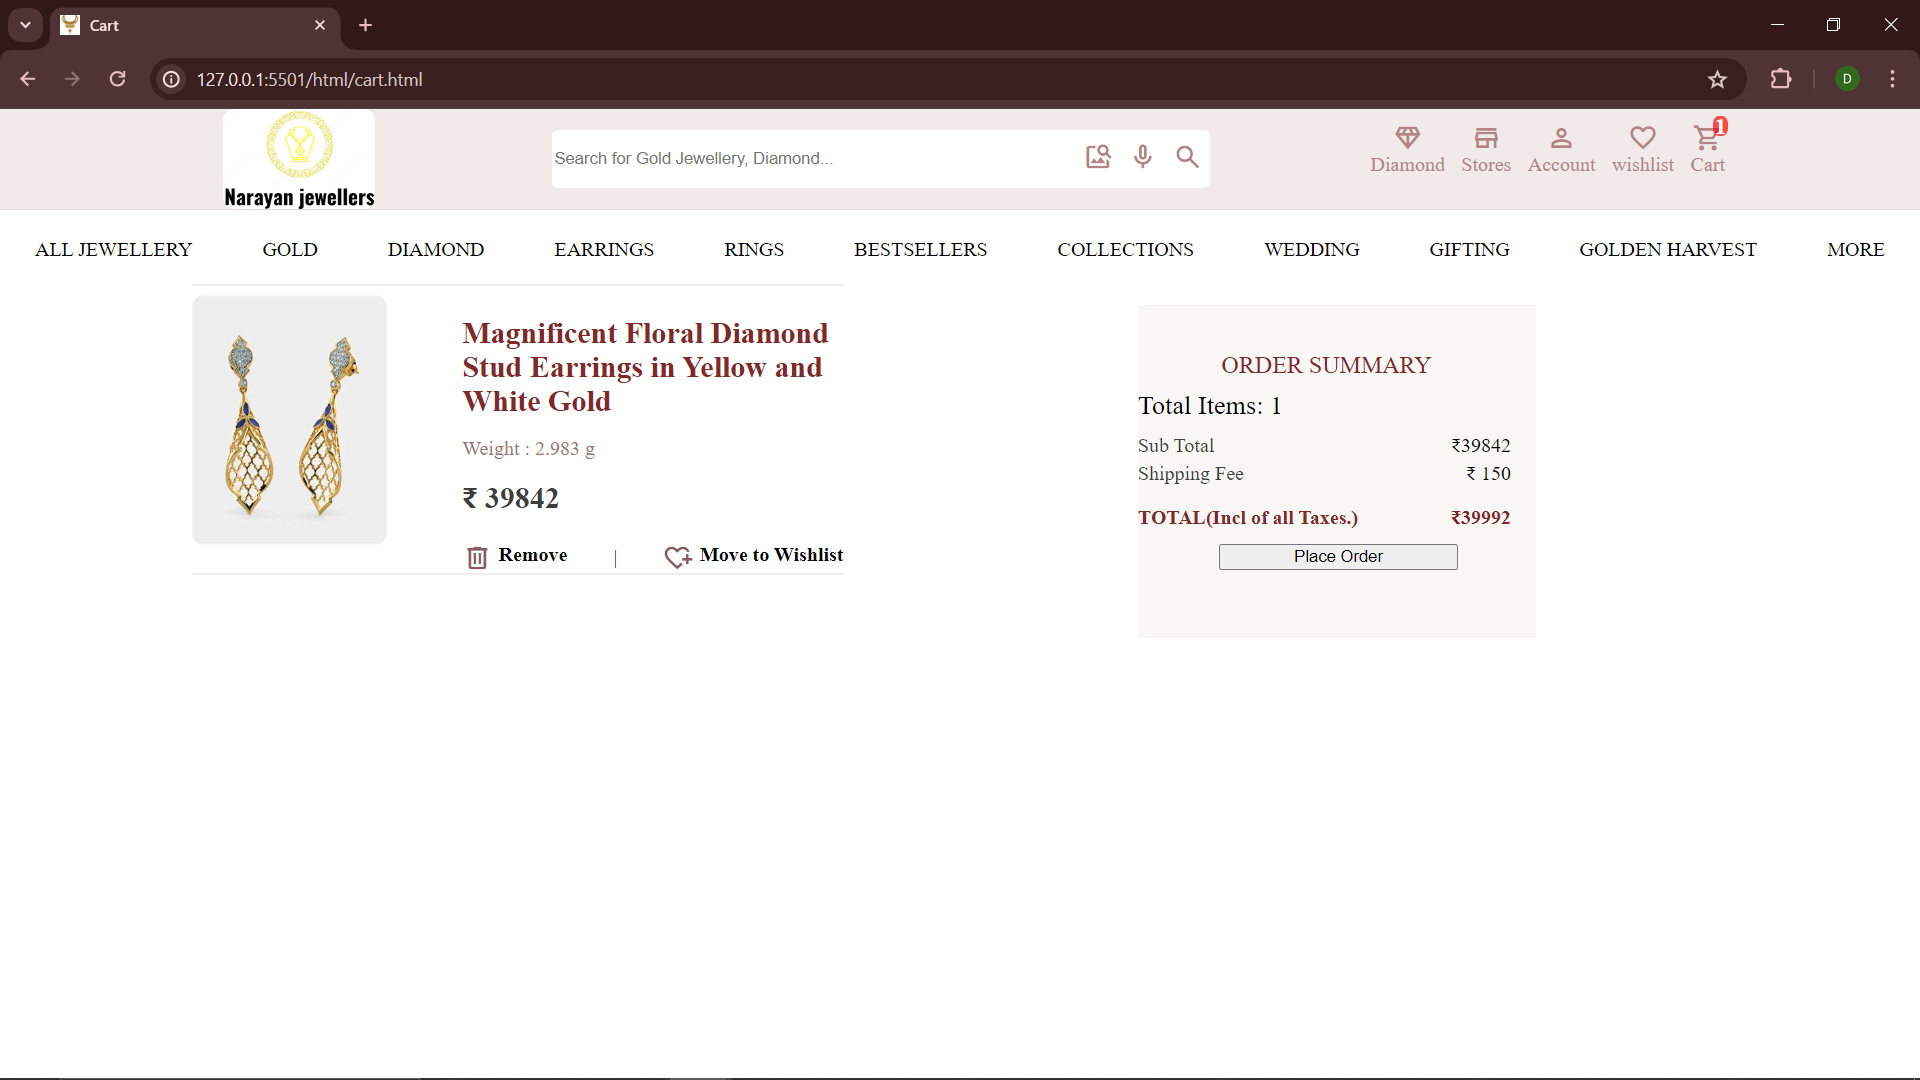 Cart
127.0.0.1:5501/html/cart.html
D
Narayan jewellers
Search for Gold Jewellery, Diamond...
Diamond
Stores
Account
wishlist
1
Cart
ALL JEWELLERY GOLD DIAMOND EARRINGS RINGS BESTSELLERS COLLECTIONS WEDDING GIFTING GOLDEN HARVEST MORE
Magnificent Floral Diamond
Stud Earrings in Yellow and
White Gold
Weight : 2.983 g
₹ 39842
Remove | Move to Wishlist
ORDER SUMMARY
Total Items: 1
Sub Total ₹39842
Shipping Fee ₹ 150
TOTAL(Incl of all Taxes.) ₹39992
Place Order